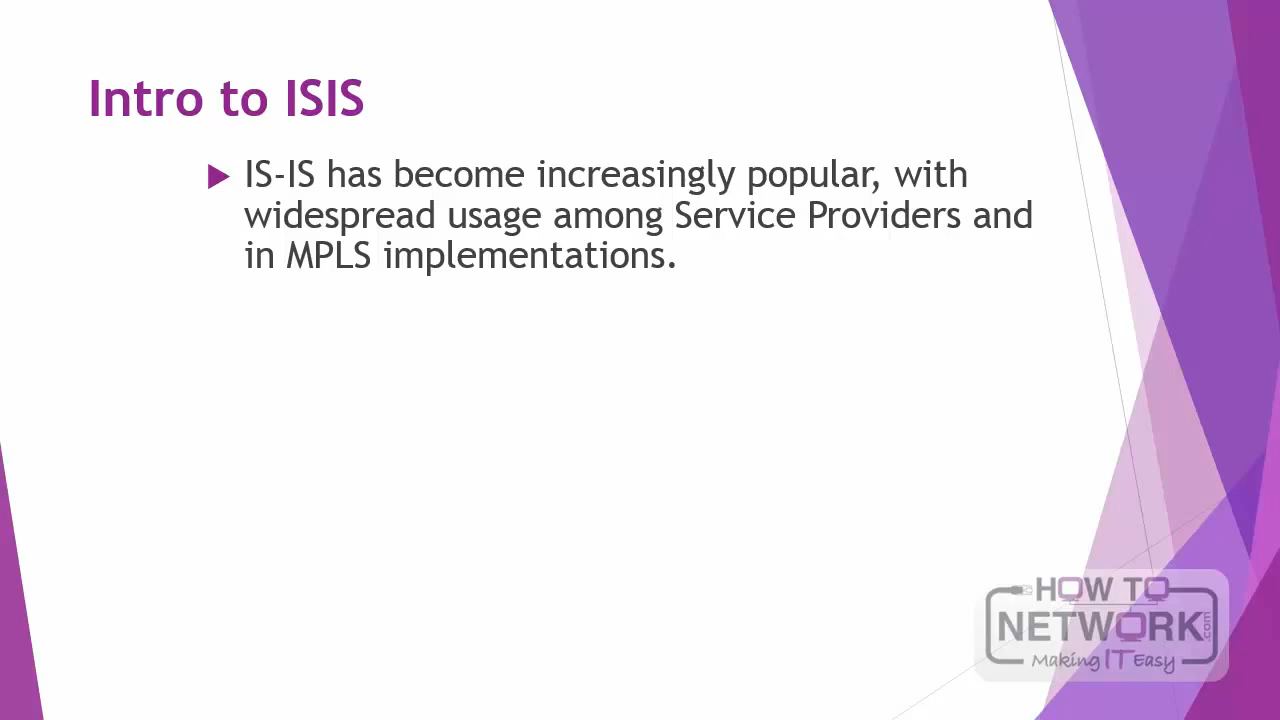 Intro to ISIS
IS-IS has become increasingly popular, with
widespread usage among Service Providers and
in MPLS implementations.
HOW TO
NETWORK.com
Making IT Easy